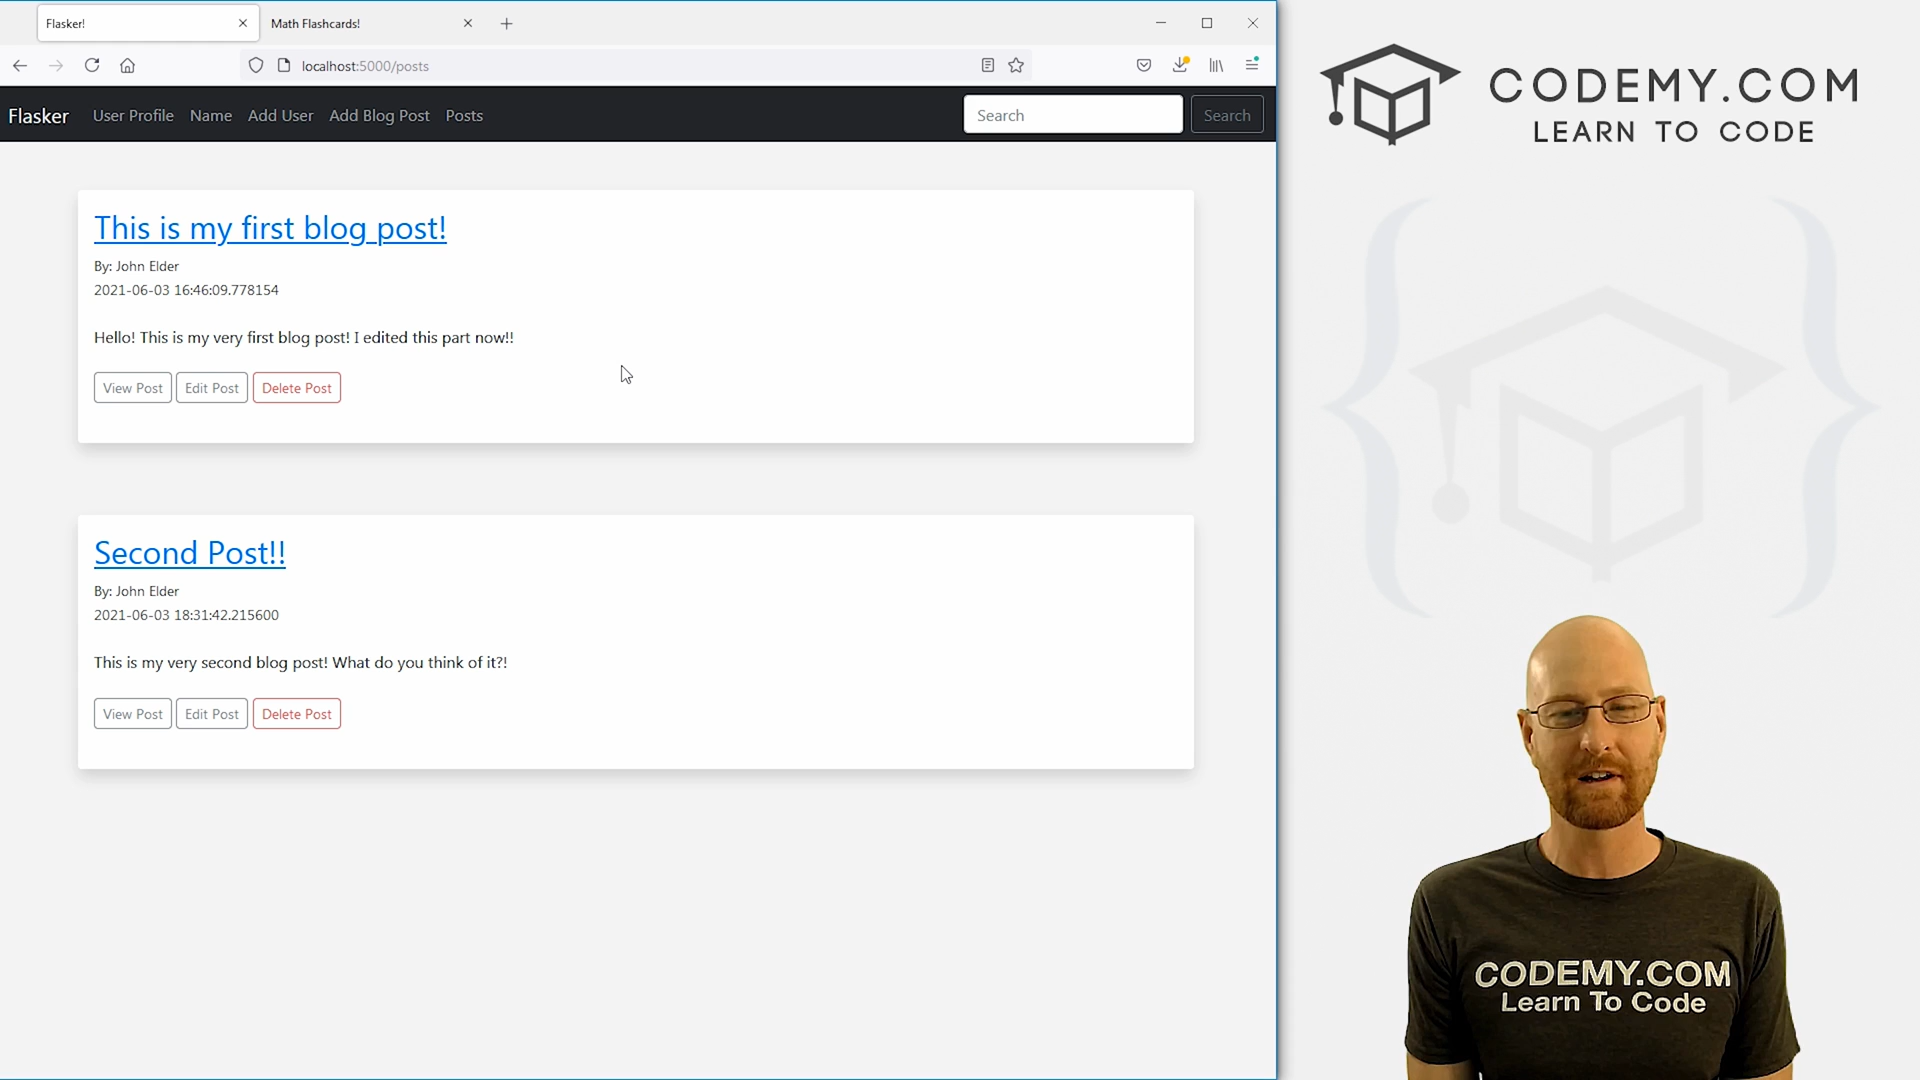 Flasker!
Math Flashcards!
localhost:5000/posts
Flasker User Profile Name Add User Add Blog Post Posts Search Search
This is my first blog post!
By: John Elder
2021-06-03 16:46:09.778154
Hello! This is my very first blog post! I edited this part now!!
View Post Edit Post Delete Post
Second Post!!
By: John Elder
2021-06-03 18:31:42.215600
This is my very second blog post! What do you think of it?!
View Post Edit Post Delete Post
CODEMY.COM
LEARN TO CODE
CODEMY.COM
Learn To Code